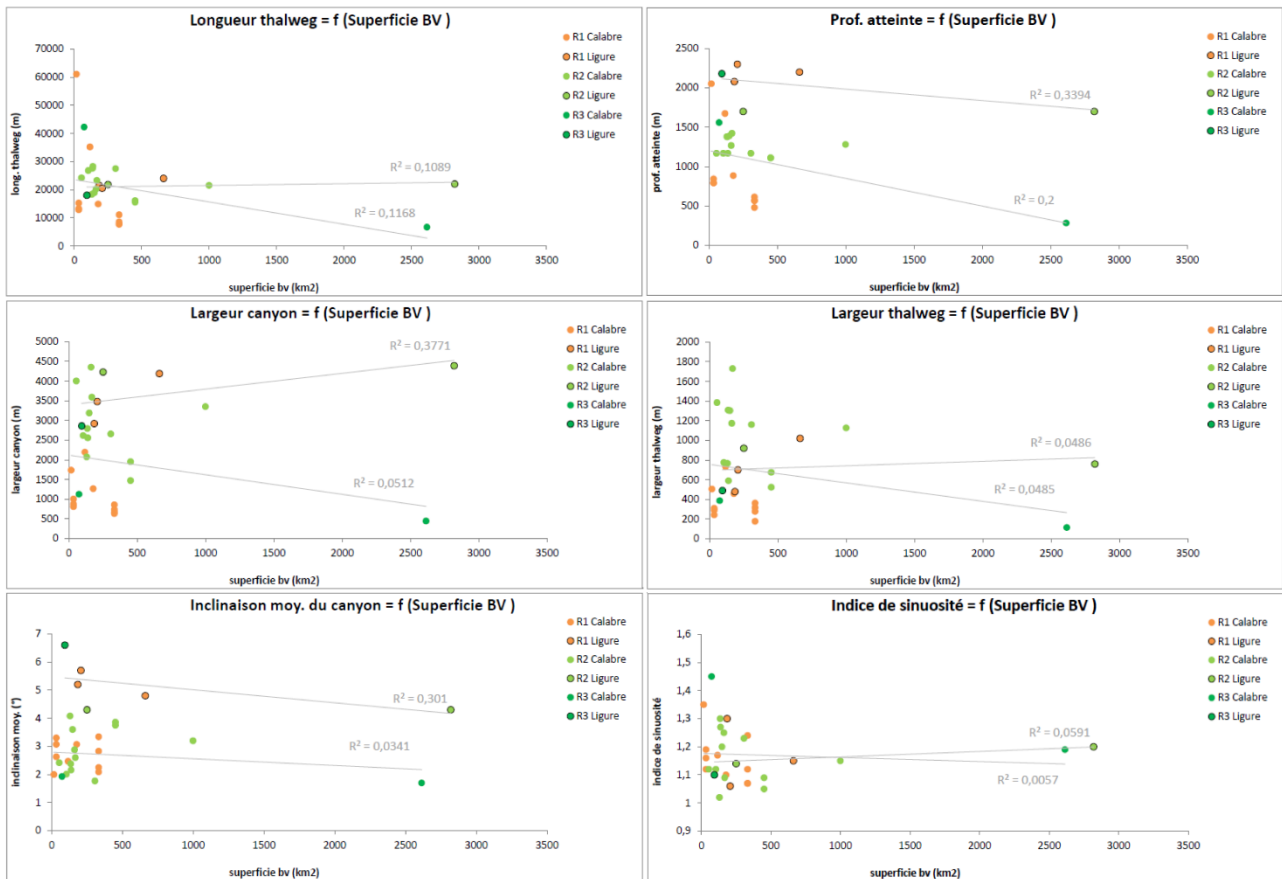 Longueur thalweg = f (Superficie BV )
long. thalweg (m)
70000
60000
50000
40000
30000
20000
10000
0
R² = 0,1089
R² = 0,1168
0 500 1000 1500 2000 2500 3000 3500
superficie bv (km2)
R1 Calabre
R1 Ligure
R2 Calabre
R2 Ligure
R3 Calabre
R3 Ligure
Prof. atteinte = f (Superficie BV )
prof. atteinte (m)
2500
2000
1500
1000
500
0
R² = 0,3394
R² = 0,2
0 500 1000 1500 2000 2500 3000 3500
superficie bv (km2)
R1 Calabre
R1 Ligure
R2 Calabre
R2 Ligure
R3 Calabre
R3 Ligure
Largeur canyon = f (Superficie BV )
largeur canyon (m)
5000
4500
4000
3500
3000
2500
2000
1500
1000
500
0
R² = 0,3771
R² = 0,0512
0 500 1000 1500 2000 2500 3000 3500
superficie bv (km2)
R1 Calabre
R1 Ligure
R2 Calabre
R2 Ligure
R3 Calabre
R3 Ligure
Largeur thalweg = f (Superficie BV )
largeur thalweg (m)
2000
1800
1600
1400
1200
1000
800
600
400
200
0
R² = 0,0486
R² = 0,0485
0 500 1000 1500 2000 2500 3000 3500
superficie bv (km2)
R1 Calabre
R1 Ligure
R2 Calabre
R2 Ligure
R3 Calabre
R3 Ligure
Inclinaison moy. du canyon = f (Superficie BV )
inclinaison moy. (°)
7
6
5
4
3
2
1
0
R² = 0,301
R² = 0,0341
0 500 1000 1500 2000 2500 3000 3500
superficie bv (km2)
R1 Calabre
R1 Ligure
R2 Calabre
R2 Ligure
R3 Calabre
R3 Ligure
Indice de sinuosité = f (Superficie BV )
indice de sinuosité
1,6
1,5
1,4
1,3
1,2
1,1
1
0,9
R² = 0,0591
R² = 0,0057
0 500 1000 1500 2000 2500 3000 3500
superficie bv (km2)
R1 Calabre
R1 Ligure
R2 Calabre
R2 Ligure
R3 Calabre
R3 Ligure